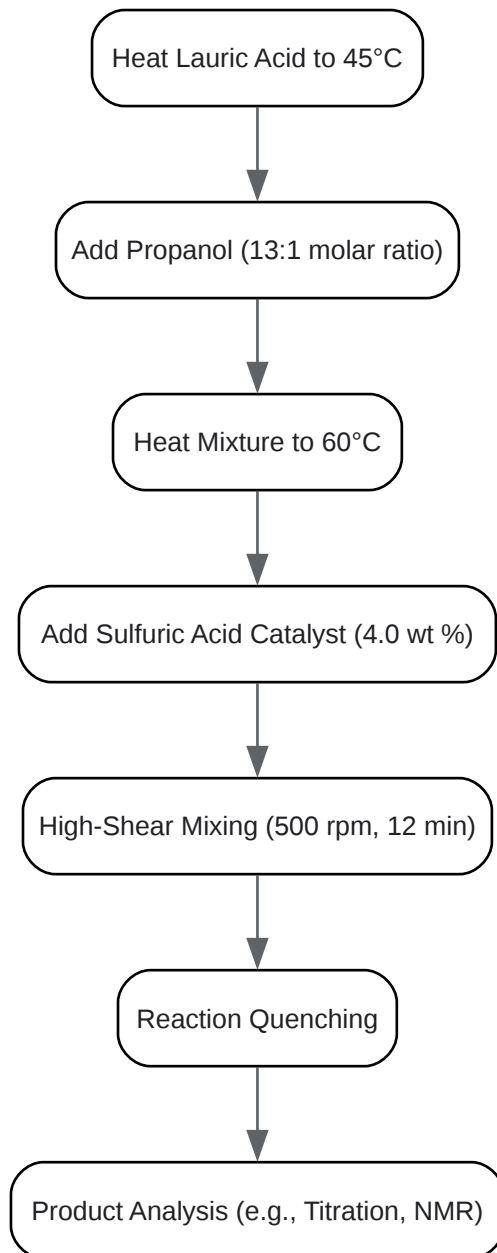 Heat Lauric Acid to 45°C
Add Propanol (13:1 molar ratio)
Heat Mixture to 60°C
Add Sulfuric Acid Catalyst (4.0 wt %)
High-Shear Mixing (500 rpm, 12 min)
Reaction Quenching
Product Analysis (e.g., Titration, NMR)